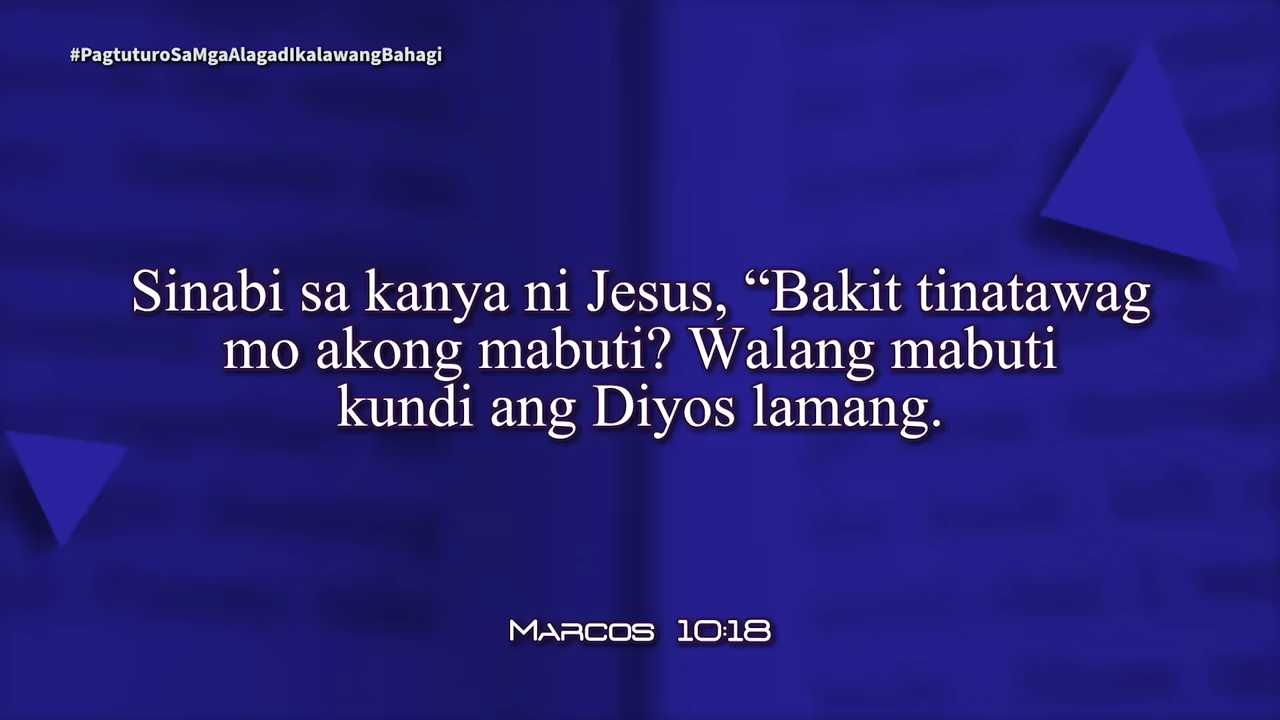 #PagtuturoSaMgaAlagadIkalawangBahagi
Sinabi sa kanya ni Jesus, “Bakit tinatawag
mo akong mabuti? Walang mabuti
kundi ang Diyos lamang.
Marcos 10:18